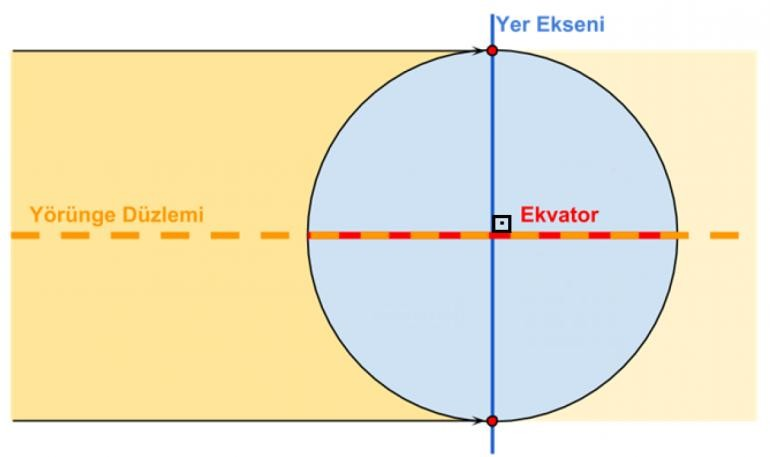 Yer Ekseni
Yörünge Düzlemi
Ekvator